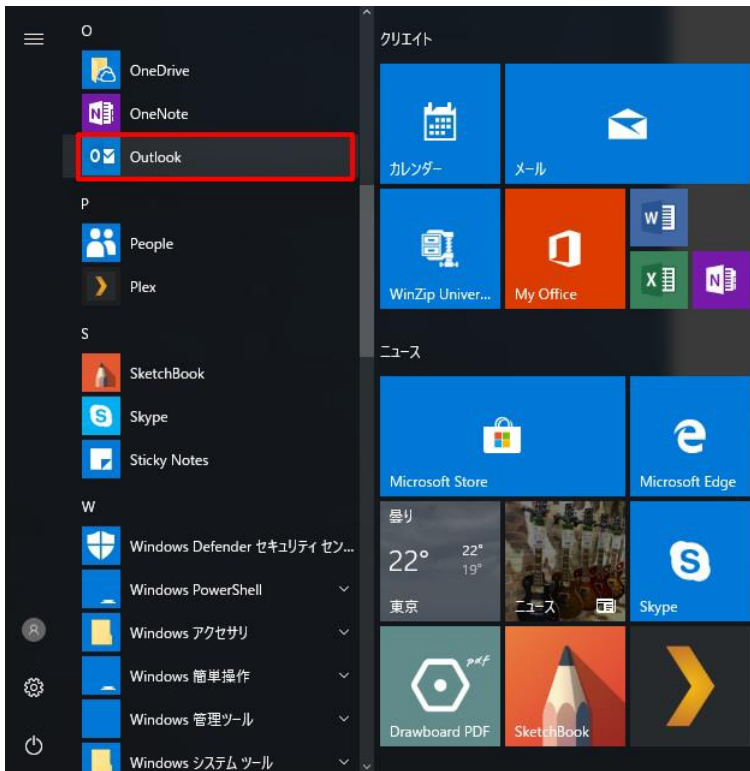 O
OneDrive
OneNote
Outlook
P
People
Plex
S
SketchBook
Skype
Sticky Notes
W
Windows Defender セキュリティ セン...
Windows PowerShell
Windows アクセサリ
Windows 簡単操作
Windows 管理ツール
Windows システム ツール
クリエイト
カレンダー
メール
WinZip Univer...
My Office
ニュース
Microsoft Store
Microsoft Edge
曇り
22°
22°
19°
東京
ニュース
Skype
pdf
Drawboard PDF
SketchBook